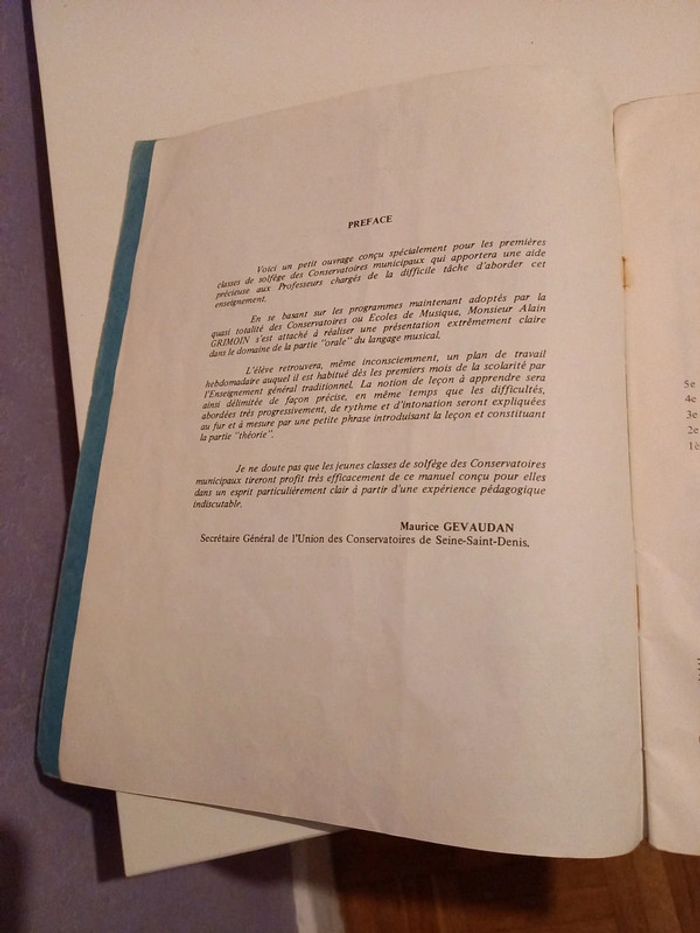 PREFACE
Voici un petit ouvrage conçu spécialement pour les premières
classes de solfège des Conservatoires municipaux qui apportera une aide
précieuse aux Professeurs chargés de la difficile tâche d'aborder cet
enseignement.
En se basant sur les programmes maintenant adoptés par la
quasi totalité des Conservatoires ou Ecoles de Musique, Monsieur Alain
GRIMOIN s'est attaché à réaliser une présentation extrêmement claire
dans le domaine de la partie "orale" du langage musical.
L'élève retrouvera, même inconsciemment, un plan de travail
hebdomadaire auquel il est habitué dès les premiers mois de la scolarité par
l'Enseignement général traditionnel. La notion de leçon à apprendre sera
ainsi délimitée de façon précise, en même temps que les difficultés,
abordées très progressivement, de rythme et d'intonation seront expliquées
au fur et à mesure par une petite phrase introduisant la leçon et constituant
la partie "théorie".
Je ne doute pas que les jeunes classes de solfège des Conservatoires
municipaux tireront profit très efficacement de ce manuel conçu pour elles
dans un esprit particulièrement clair à partir d'une expérience pédagogique
indiscutable.
Maurice GEVAUDAN
Secrétaire Général de l'Union des Conservatoires de Seine-Saint-Denis.
5e
4e
3e
2e
1è